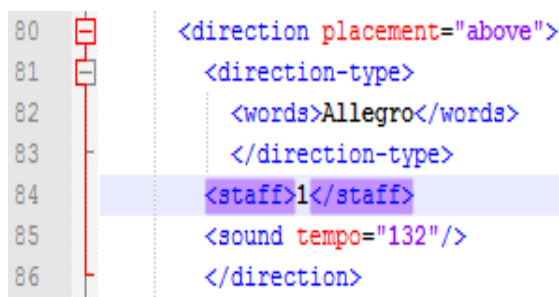 80 <direction placement="above">
81 <direction-type>
82 <words>Allegro</words>
83 </direction-type>
84 <staff>1</staff>
85 <sound tempo="132"/>
86 </direction>